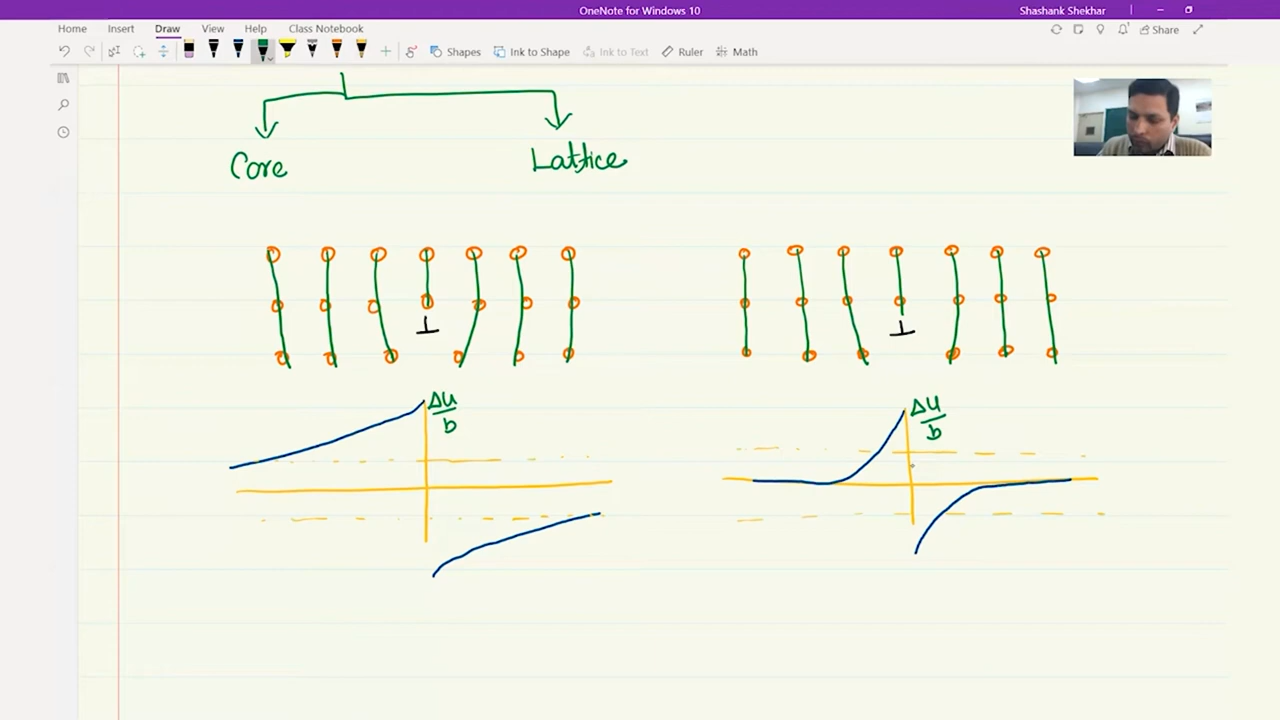 OneNote for Windows 10
Shashank Shekhar
Home Insert Draw View Help Class Notebook
Shapes Ink to Shape Ink to Text Ruler Math Share
Core
Lattice
⊥
⊥
Δu
b
Δu
b